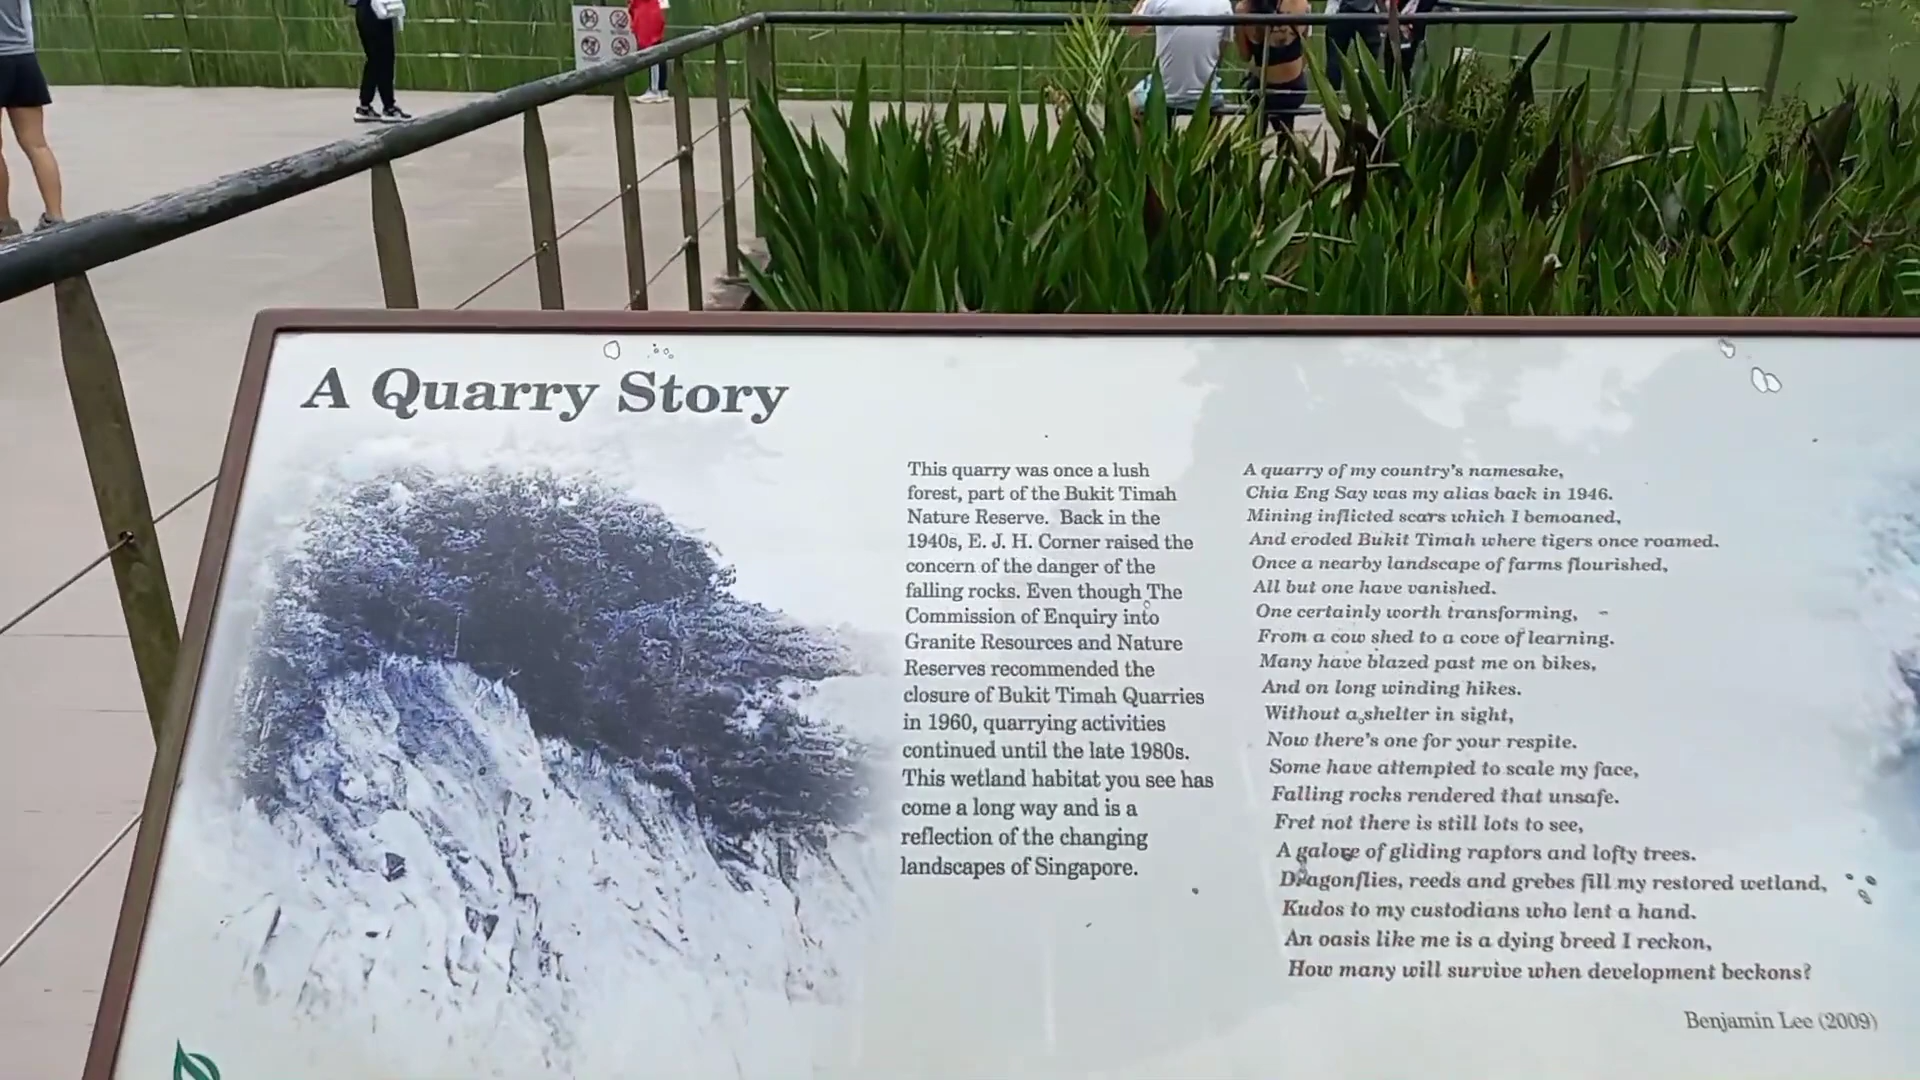 A Quarry Story
This quarry was once a lush
forest, part of the Bukit Timah
Nature Reserve. Back in the
1940s, E. J. H. Corner raised the
concern of the danger of the
falling rocks. Even though The
Commission of Enquiry into
Granite Resources and Nature
Reserves recommended the
closure of Bukit Timah Quarries
in 1960, quarrying activities
continued until the late 1980s.
This wetland habitat you see has
come a long way and is a
reflection of the changing
landscapes of Singapore.
A quarry of my country's namesake,
Chia Eng Say was my alias back in 1946.
Mining inflicted scars which I bemoaned,
And eroded Bukit Timah where tigers once roamed.
Once a nearby landscape of farms flourished,
All but one have vanished.
One certainly worth transforming,
From a cow shed to a cove of learning.
Many have blazed past me on bikes,
And on long winding hikes.
Without a shelter in sight,
Now there's one for your respite.
Some have attempted to scale my face,
Falling rocks rendered that unsafe.
Fret not there is still lots to see,
A galore of gliding raptors and lofty trees.
Dragonflies, reeds and grebes fill my restored wetland,
Kudos to my custodians who lent a hand.
An oasis like me is a dying breed I reckon,
How many will survive when development beckons?
Benjamin Lee (2009)